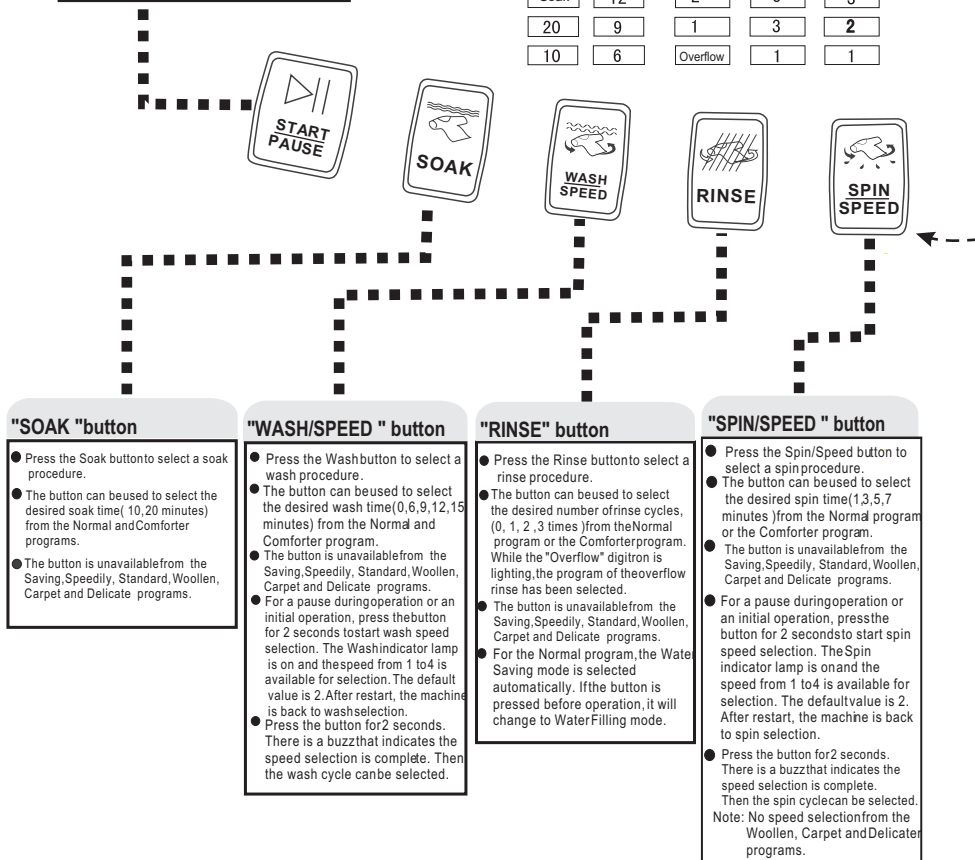 20 9 1 3 2
10 6 Overflow 1 1
START
PAUSE
SOAK
WASH
SPEED
RINSE
SPIN
SPEED
"SOAK "button
● Press the Soak buttonto select a soak
procedure.
● The button can beused to select the
desired soak time( 10,20 minutes)
from the Normal andComforter
programs.
● The button is unavailablefrom the
Saving,Speedily, Standard,Woollen,
Carpet and Delicate programs.
"WASH/SPEED " button
● Press the Washbutton to select a
wash procedure.
● The button can beused to select
the desired wash time(0,6,9,12,15
minutes) from the Normal and
Comforter program.
● The button is unavailablefrom the
Saving,Speedily, Standard,Woollen,
Carpet and Delicate programs.
● For a pause duringoperation or an
initial operation, press thebutton
for 2 seconds tostart wash speed
selection. The Washindicator lamp
is on and thespeed from 1 to4 is
available for selection.The default
value is 2.After restart, the machine
is back to washselection.
● Press the button for2 seconds.
There is a buzzthat indicates the
speed selection is complete. Then
the wash cycle canbe selected.
"RINSE" button
● Press the Rinse buttonto select a
rinse procedure.
● The button can beused to select
the desired number ofrinse cycles,
(0, 1, 2 ,3 times )from theNormal
program or the Comforterprogram.
While the "Overflow" digitron is
lighting,the program of theoverflow
rinse has been selected.
● The button is unavailablefrom the
Saving,Speedily, Standard,Woollen,
Carpet and Delicate programs.
● For the Normal program,the Water
Saving mode is selected
automatically. Ifthe button is
pressed before operation,it will
change to WaterFilling mode.
"SPIN/SPEED " button
● Press the Spin/Speed button to
select a spinprocedure.
● The button can beused to select
the desired spin time(1,3,5,7
minutes )from the Normal program
or the Comforter program.
● The button is unavailablefrom the
Saving,Speedily, Standard,Woollen,
Carpet and Delicate programs.
● For a pause duringoperation or
an initial operation, pressthe
button for 2 secondsto start spin
speed selection. TheSpin
indicator lamp is onand the
speed from 1 to4 is available for
selection. The defaultvalue is 2.
After restart, the machine is back
to spin selection.
● Press the button for2 seconds.
There is a buzzthat indicates the
speed selection is complete.
Then the spin cyclecan be selected.
Note: No speed selectionfrom the
Woollen, Carpet andDelicater
programs.